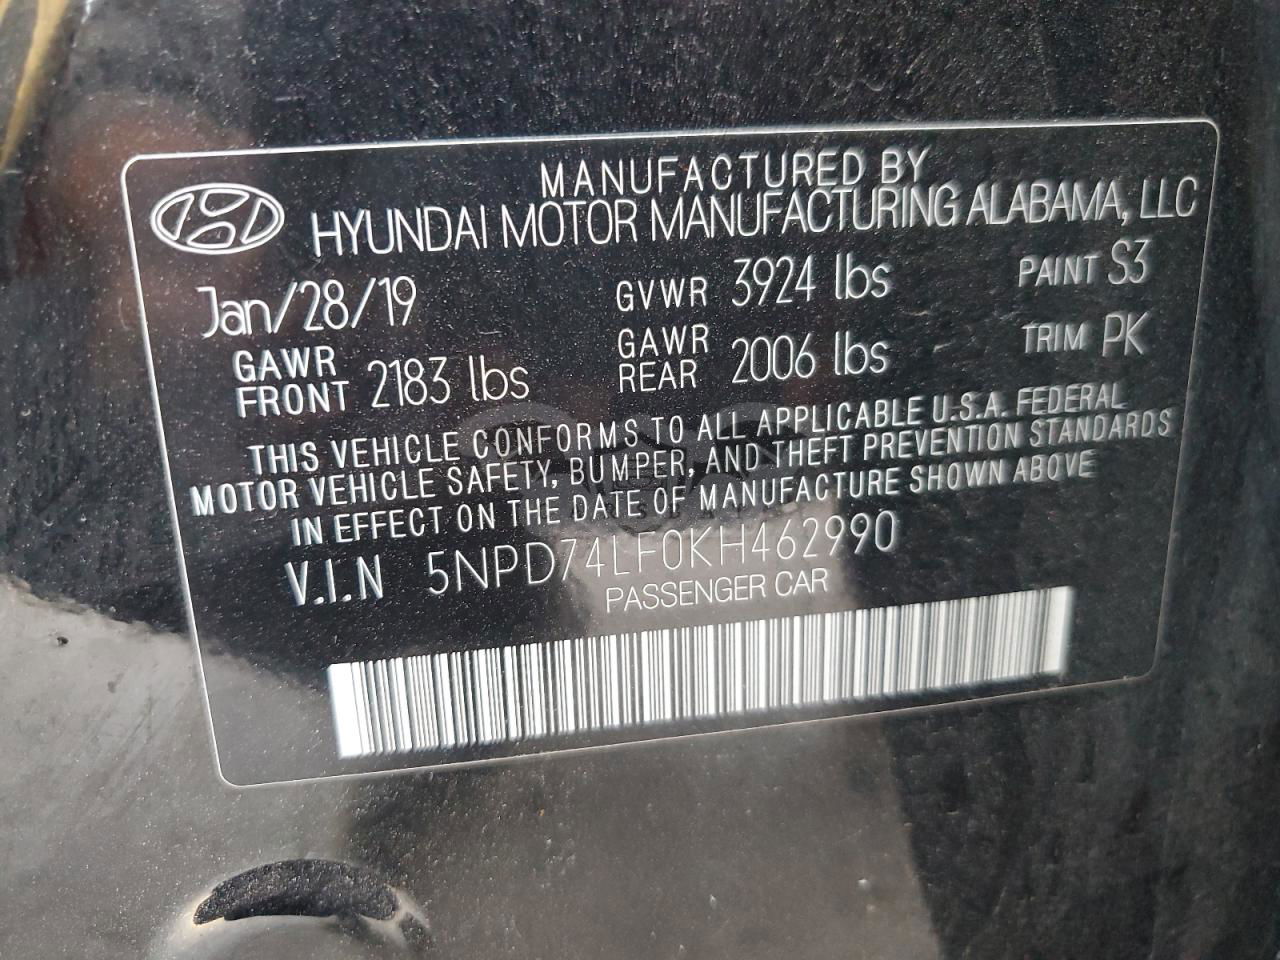 MANUFACTURED BY
HYUNDAI MOTOR MANUFACTURING ALABAMA, LLC
Jan/28/19 GVWR 3924 lbs PAINT S3
GAWR FRONT 2183 lbs GAWR REAR 2006 lbs TRIM PK
THIS VEHICLE CONFORMS TO ALL APPLICABLE U.S.A. FEDERAL
MOTOR VEHICLE SAFETY, BUMPER, AND THEFT PREVENTION STANDARDS
IN EFFECT ON THE DATE OF MANUFACTURE SHOWN ABOVE
V.I.N 5NPD74LF0KH462990
PASSENGER CAR